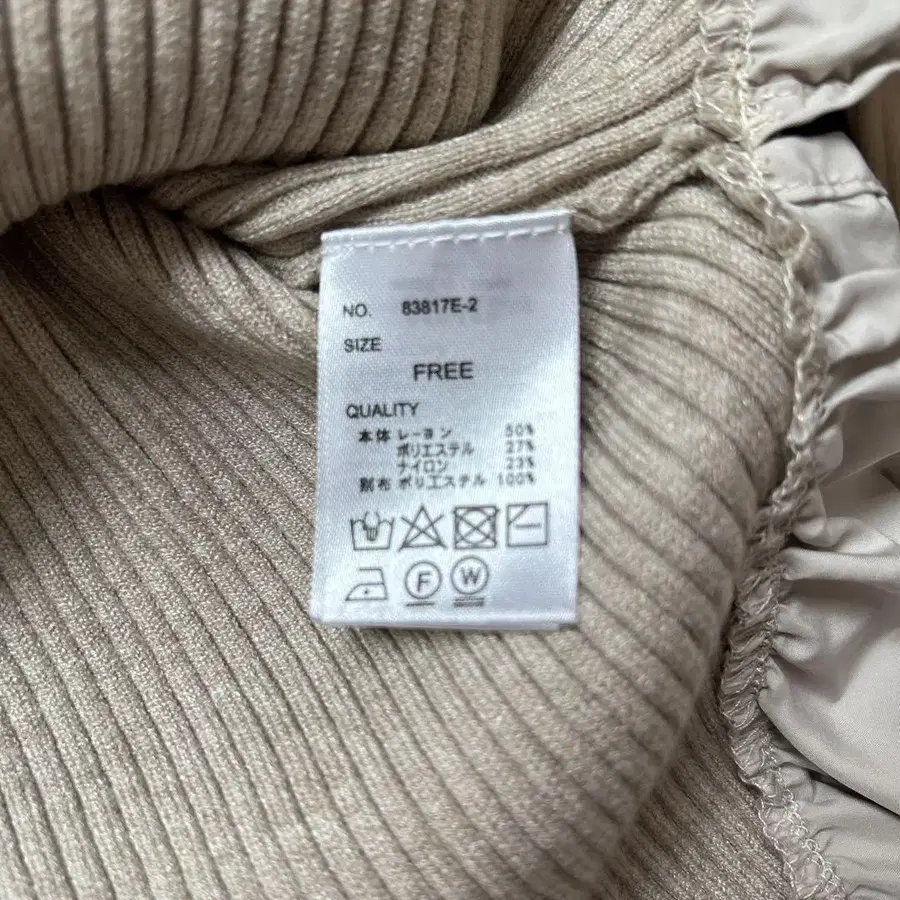 NO. 83817E-2
SIZE
FREE
QUALITY
本体 レーヨン 50%
ポリエステル 27%
ナイロン 23%
別布 ポリエステル 100%
F W